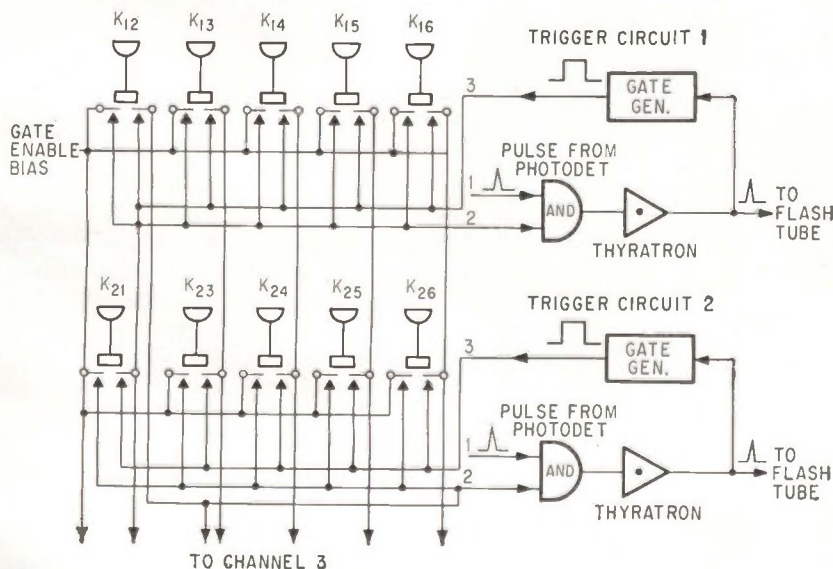 K12 K13 K14 K15 K16
TRIGGER CIRCUIT 1
3
GATE
GEN.
GATE
ENABLE
BIAS
PULSE FROM
PHOTODET
1
2
AND
THYRATRON
TO
FLASH
TUBE
K21 K23 K24 K25 K26
TRIGGER CIRCUIT 2
3
GATE
GEN.
PULSE FROM
PHOTODET
1
2
AND
THYRATRON
TO
FLASH
TUBE
TO CHANNEL 3